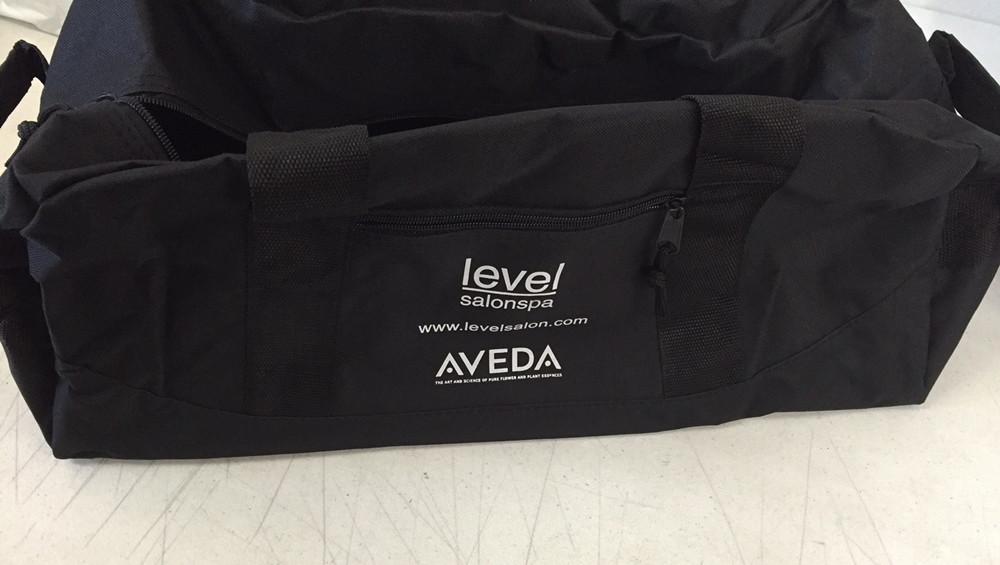 level
salonspa
www.levelsalon.com
AVEDA
THE ART AND SCIENCE OF PURE FLOWER AND PLANT ESSENCES